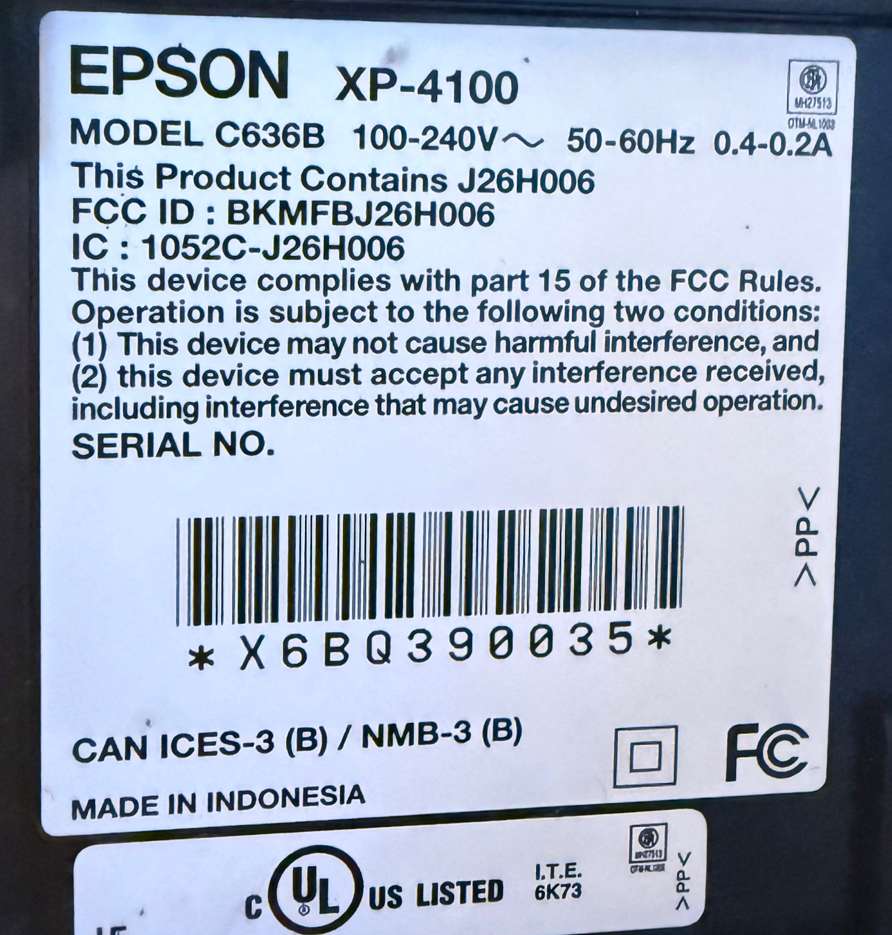 EPSON XP-4100
MH27513
OTM-NL1003
MODEL C636B 100-240V～ 50-60Hz 0.4-0.2A
This Product Contains J26H006
FCC ID : BKMFBJ26H006
IC : 1052C-J26H006
This device complies with part 15 of the FCC Rules.
Operation is subject to the following two conditions:
(1) This device may not cause harmful interference, and
(2) this device must accept any interference received,
including interference that may cause undesired operation.
SERIAL NO.
>PP<
*X6BQ390035*
CAN ICES-3 (B) / NMB-3 (B)
FC
MADE IN INDONESIA
MH27513
C UL US LISTED
I.T.E.
6K73
>PP<